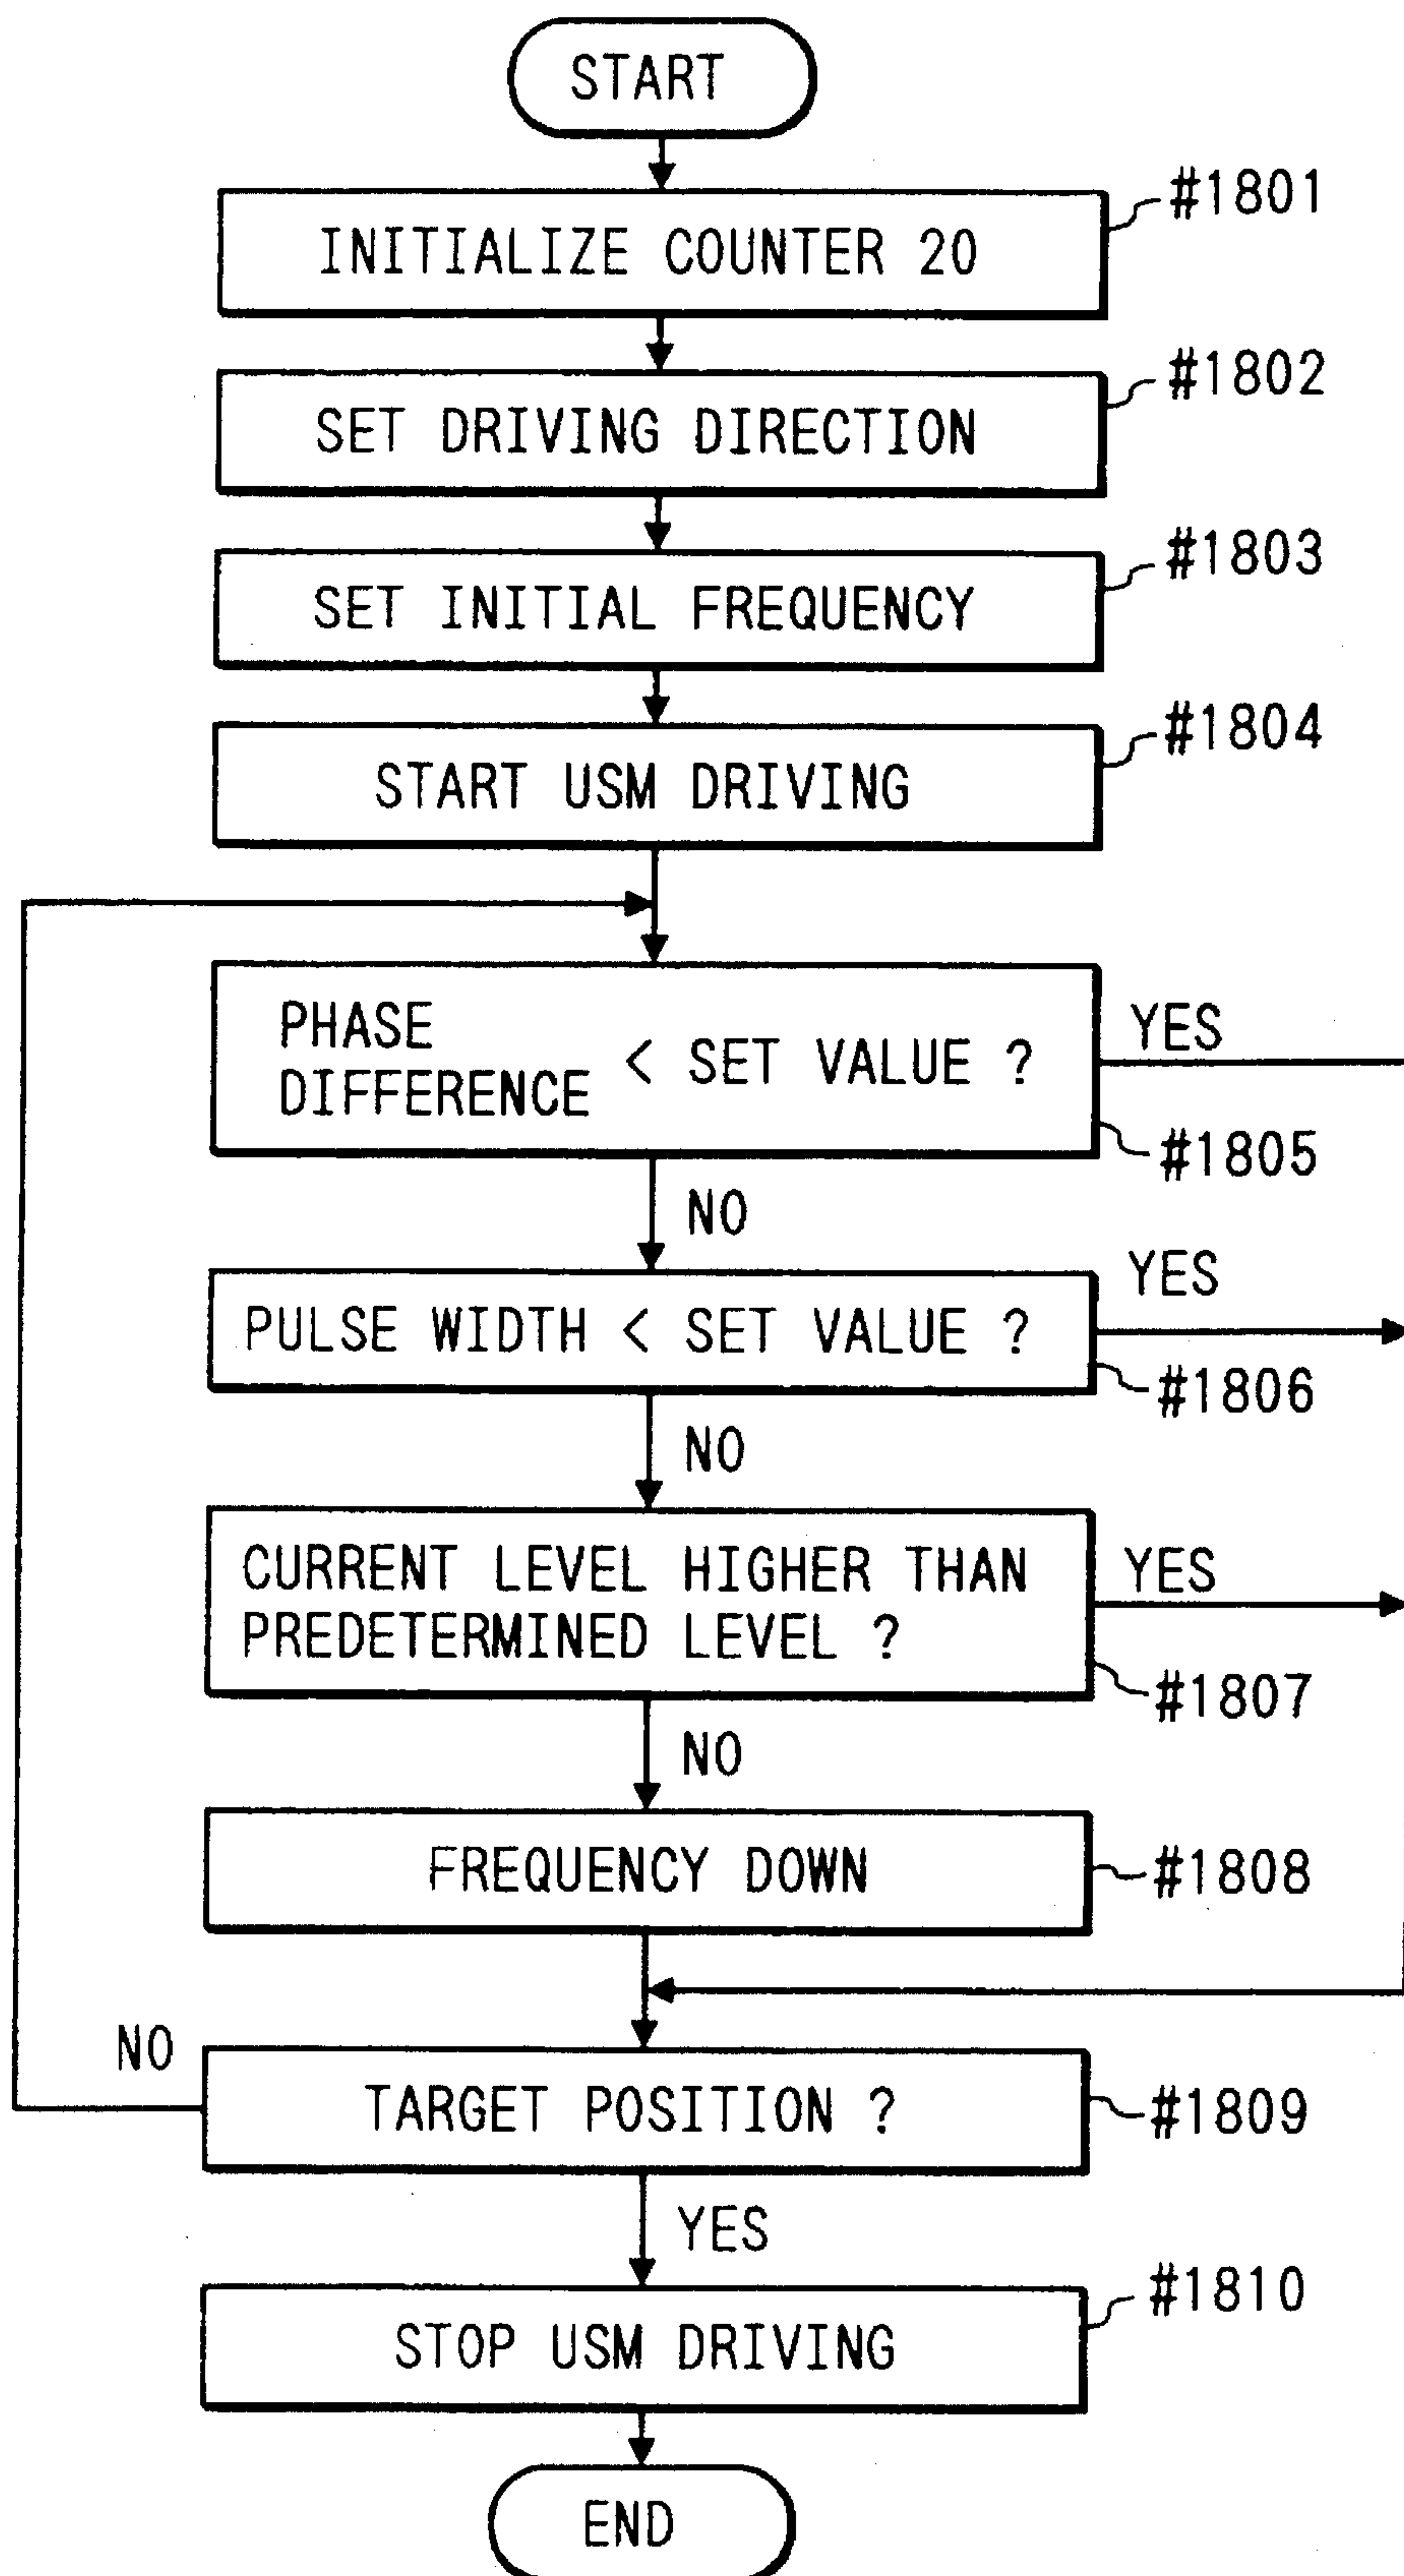 START
#1801
INITIALIZE COUNTER 20
#1802
SET DRIVING DIRECTION
#1803
SET INITIAL FREQUENCY
#1804
START USM DRIVING
PHASE
DIFFERENCE < SET VALUE ?
YES
#1805
NO
YES
PULSE WIDTH < SET VALUE ?
#1806
NO
CURRENT LEVEL HIGHER THAN
PREDETERMINED LEVEL ?
YES
#1807
NO
FREQUENCY DOWN
#1808
NO
TARGET POSITION ?
#1809
YES
#1810
STOP USM DRIVING
END